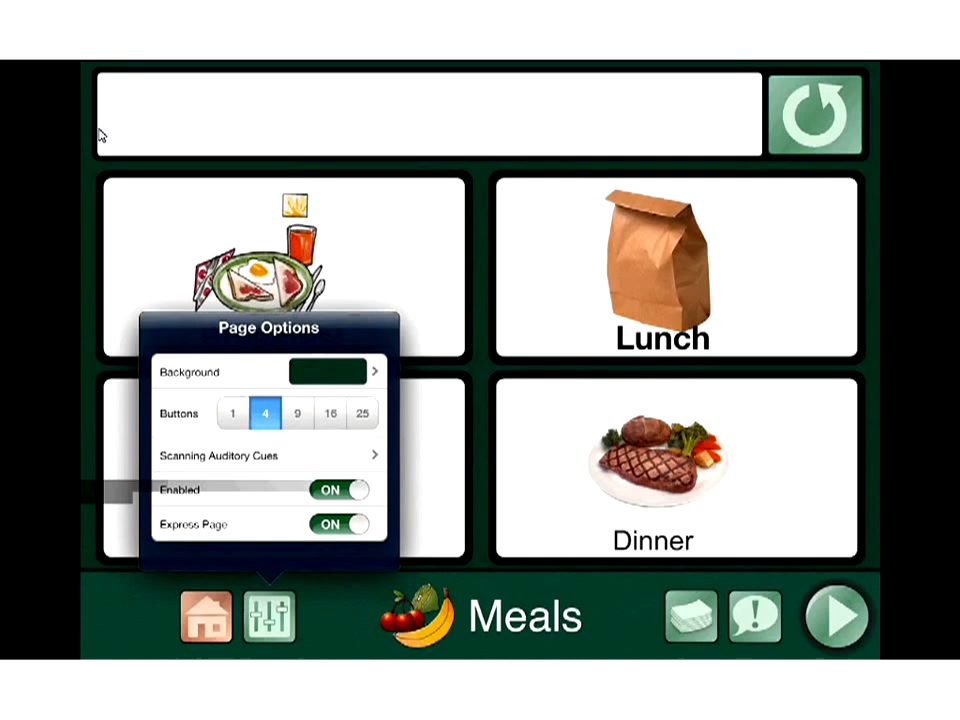 Lunch
Page Options
Background
Buttons 1 4 9 16 25
Scanning Auditory Cues
Enabled ON
Express Page ON
Dinner
Meals